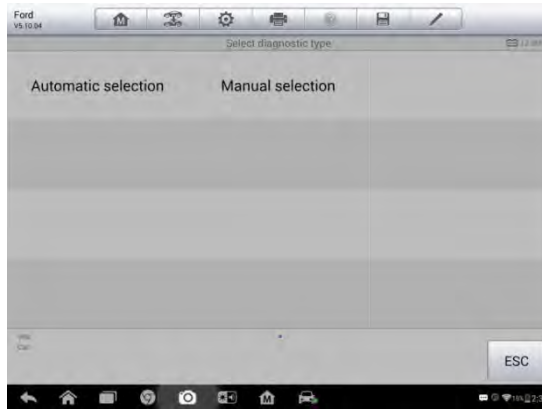 Ford
V5.10.04
Select diagnostic type
Automatic selection Manual selection
ESC